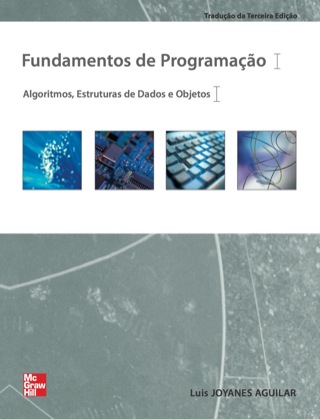 Tradução da Terceira Edição
Fundamentos de Programação
Algoritmos, Estruturas de Dados e Objetos
Mc
Graw
Hill
Luis JOYANES AGUILAR